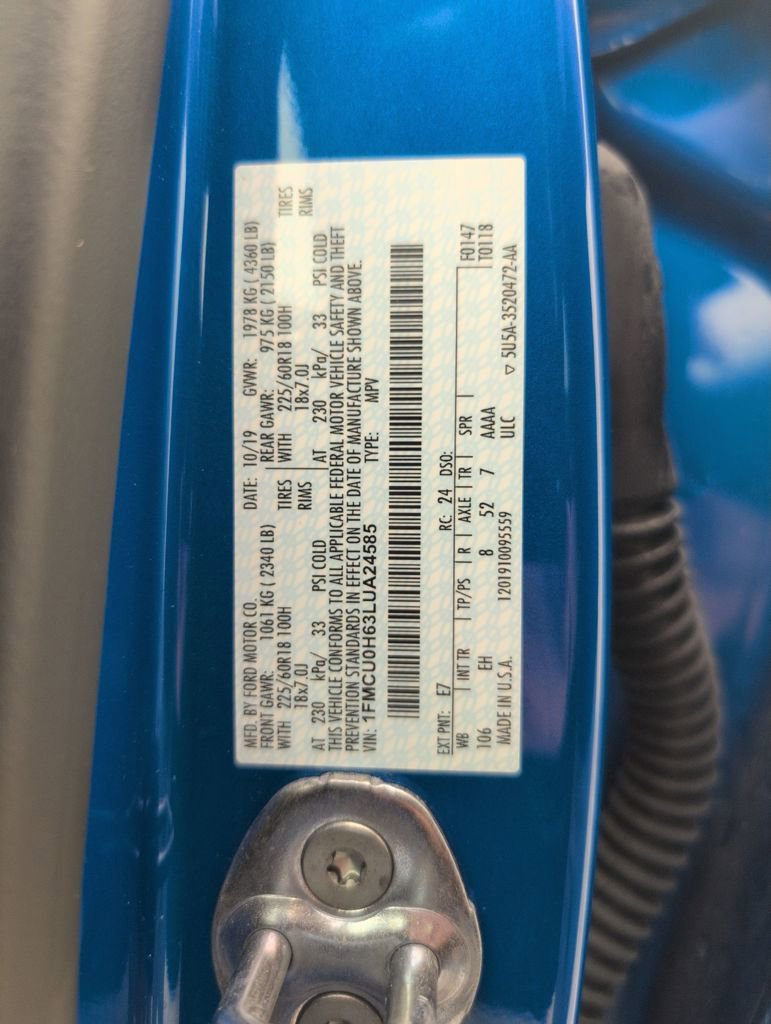 MFD. BY FORD MOTOR CO. DATE: 10/19 GVWR: 1978 KG ( 4360 LB)
FRONT GAWR: 1061 KG ( 2340 LB) REAR GAWR: 975 KG ( 2150 LB)
WITH 225/60R18 100H TIRES WITH 225/60R18 100H TIRES
18x7.0J RIMS 18x7.0J RIMS
AT 230 kPa/ 33 PSI COLD AT 230 kPa/ 33 PSI COLD
THIS VEHICLE CONFORMS TO ALL APPLICABLE FEDERAL MOTOR VEHICLE SAFETY AND THEFT
PREVENTION STANDARDS IN EFFECT ON THE DATE OF MANUFACTURE SHOWN ABOVE.
VIN: 1FMCU0H63LUA24585 TYPE: MPV
EXT PNT: E7 RC: 24 DSO:
WB INT TR TP/PS R AXLE TR SPR F0147
106 EH 8 52 7 AAAA T0118
ULC
MADE IN U.S.A. 1201910095559 ▽ 5U5A-3520472-AA